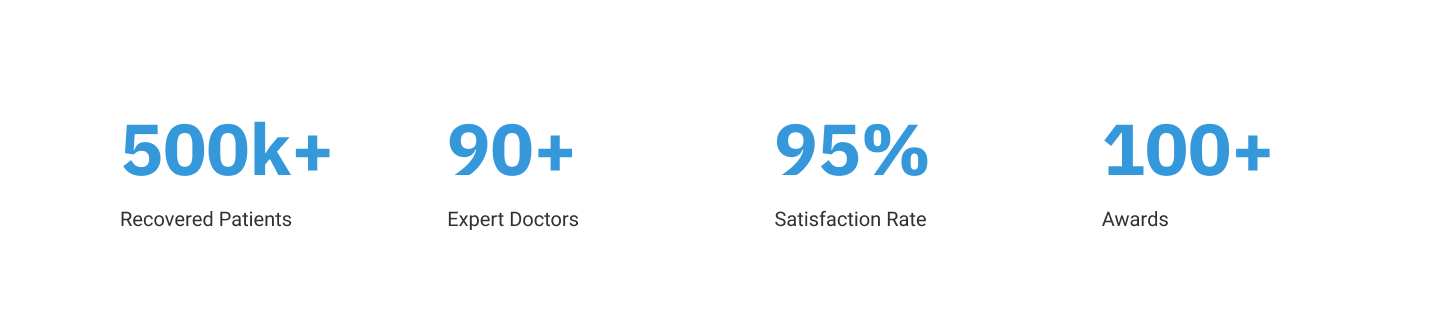 500k+
Recovered Patients
90+
Expert Doctors
95%
Satisfaction Rate
100+
Awards